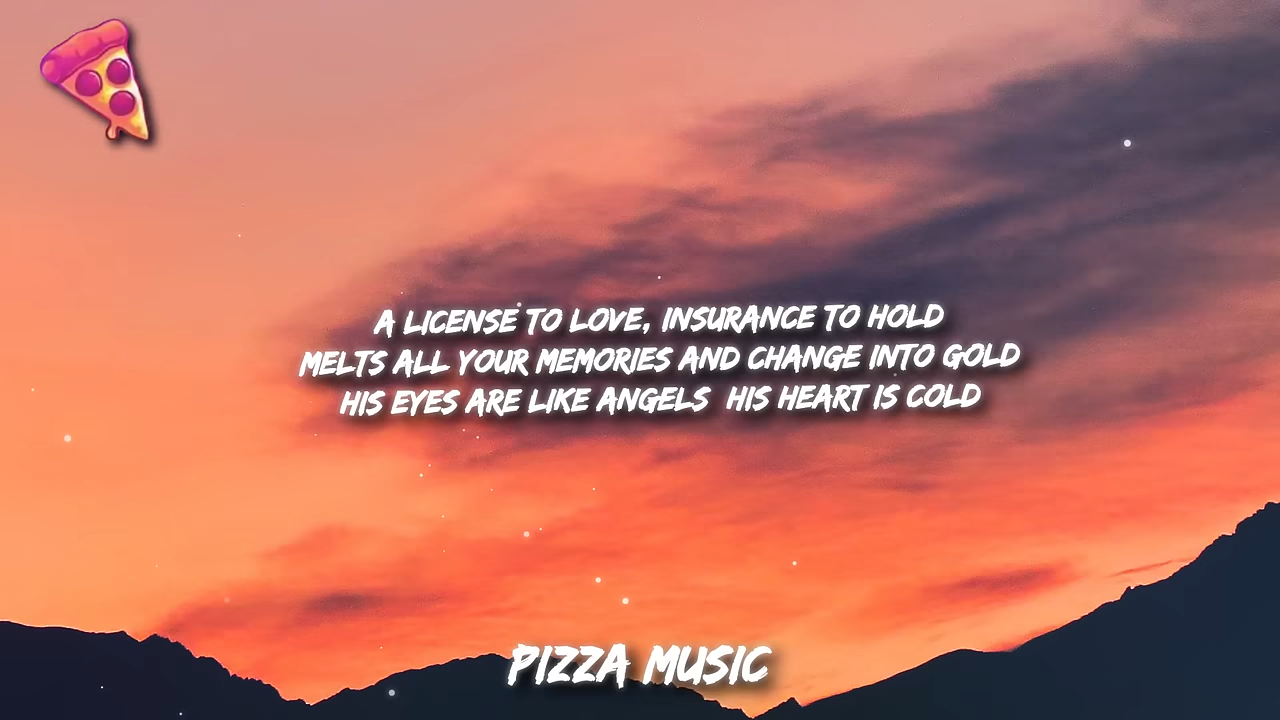 A LICENSE TO LOVE, INSURANCE TO HOLD
MELTS ALL YOUR MEMORIES AND CHANGE INTO GOLD
HIS EYES ARE LIKE ANGELS HIS HEART IS COLD
PIZZA MUSIC